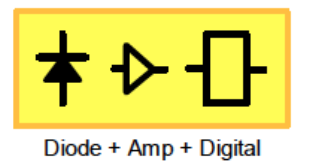 Diode + Amp + Digital